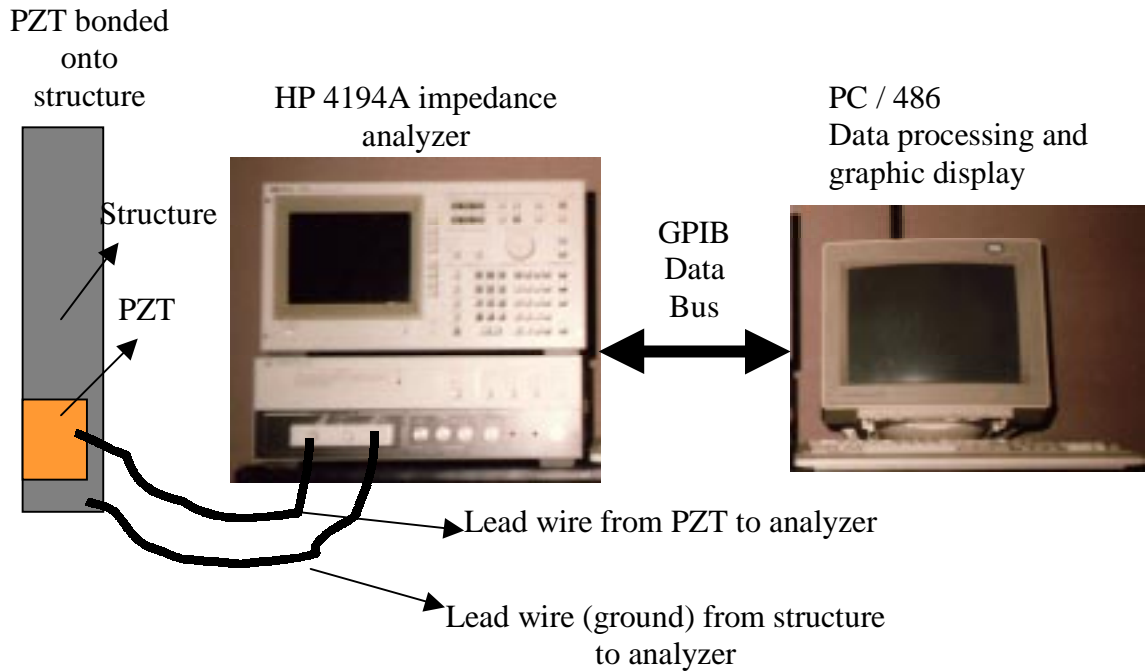 PZT bonded
onto
structure
HP 4194A impedance
analyzer
PC / 486
Data processing and
graphic display
Structure
PZT
GPIB
Data
Bus
Lead wire from PZT to analyzer
Lead wire (ground) from structure
to analyzer